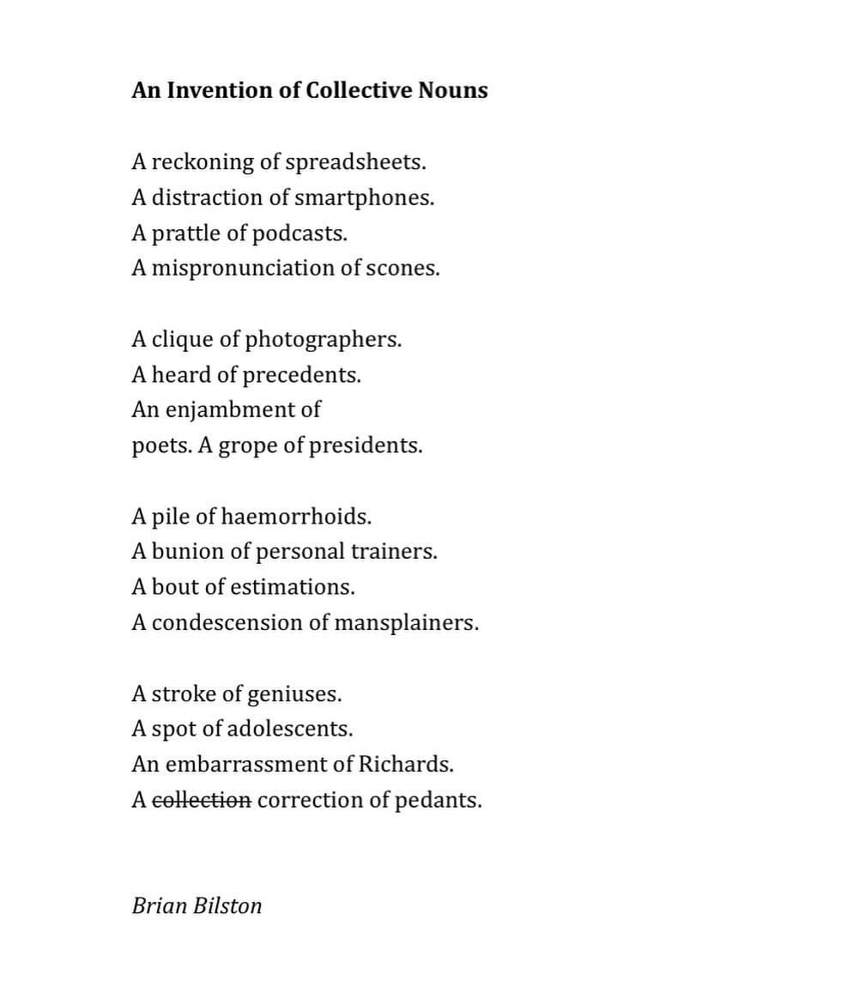 An Invention of Collective Nouns
A reckoning of spreadsheets.
A distraction of smartphones.
A prattle of podcasts.
A mispronunciation of scones.
A clique of photographers.
A heard of precedents.
An enjambment of
poets. A grope of presidents.
A pile of haemorrhoids.
A bunion of personal trainers.
A bout of estimations.
A condescension of mansplainers.
A stroke of geniuses.
A spot of adolescents.
An embarrassment of Richards.
A collection correction of pedants.
Brian Bilston